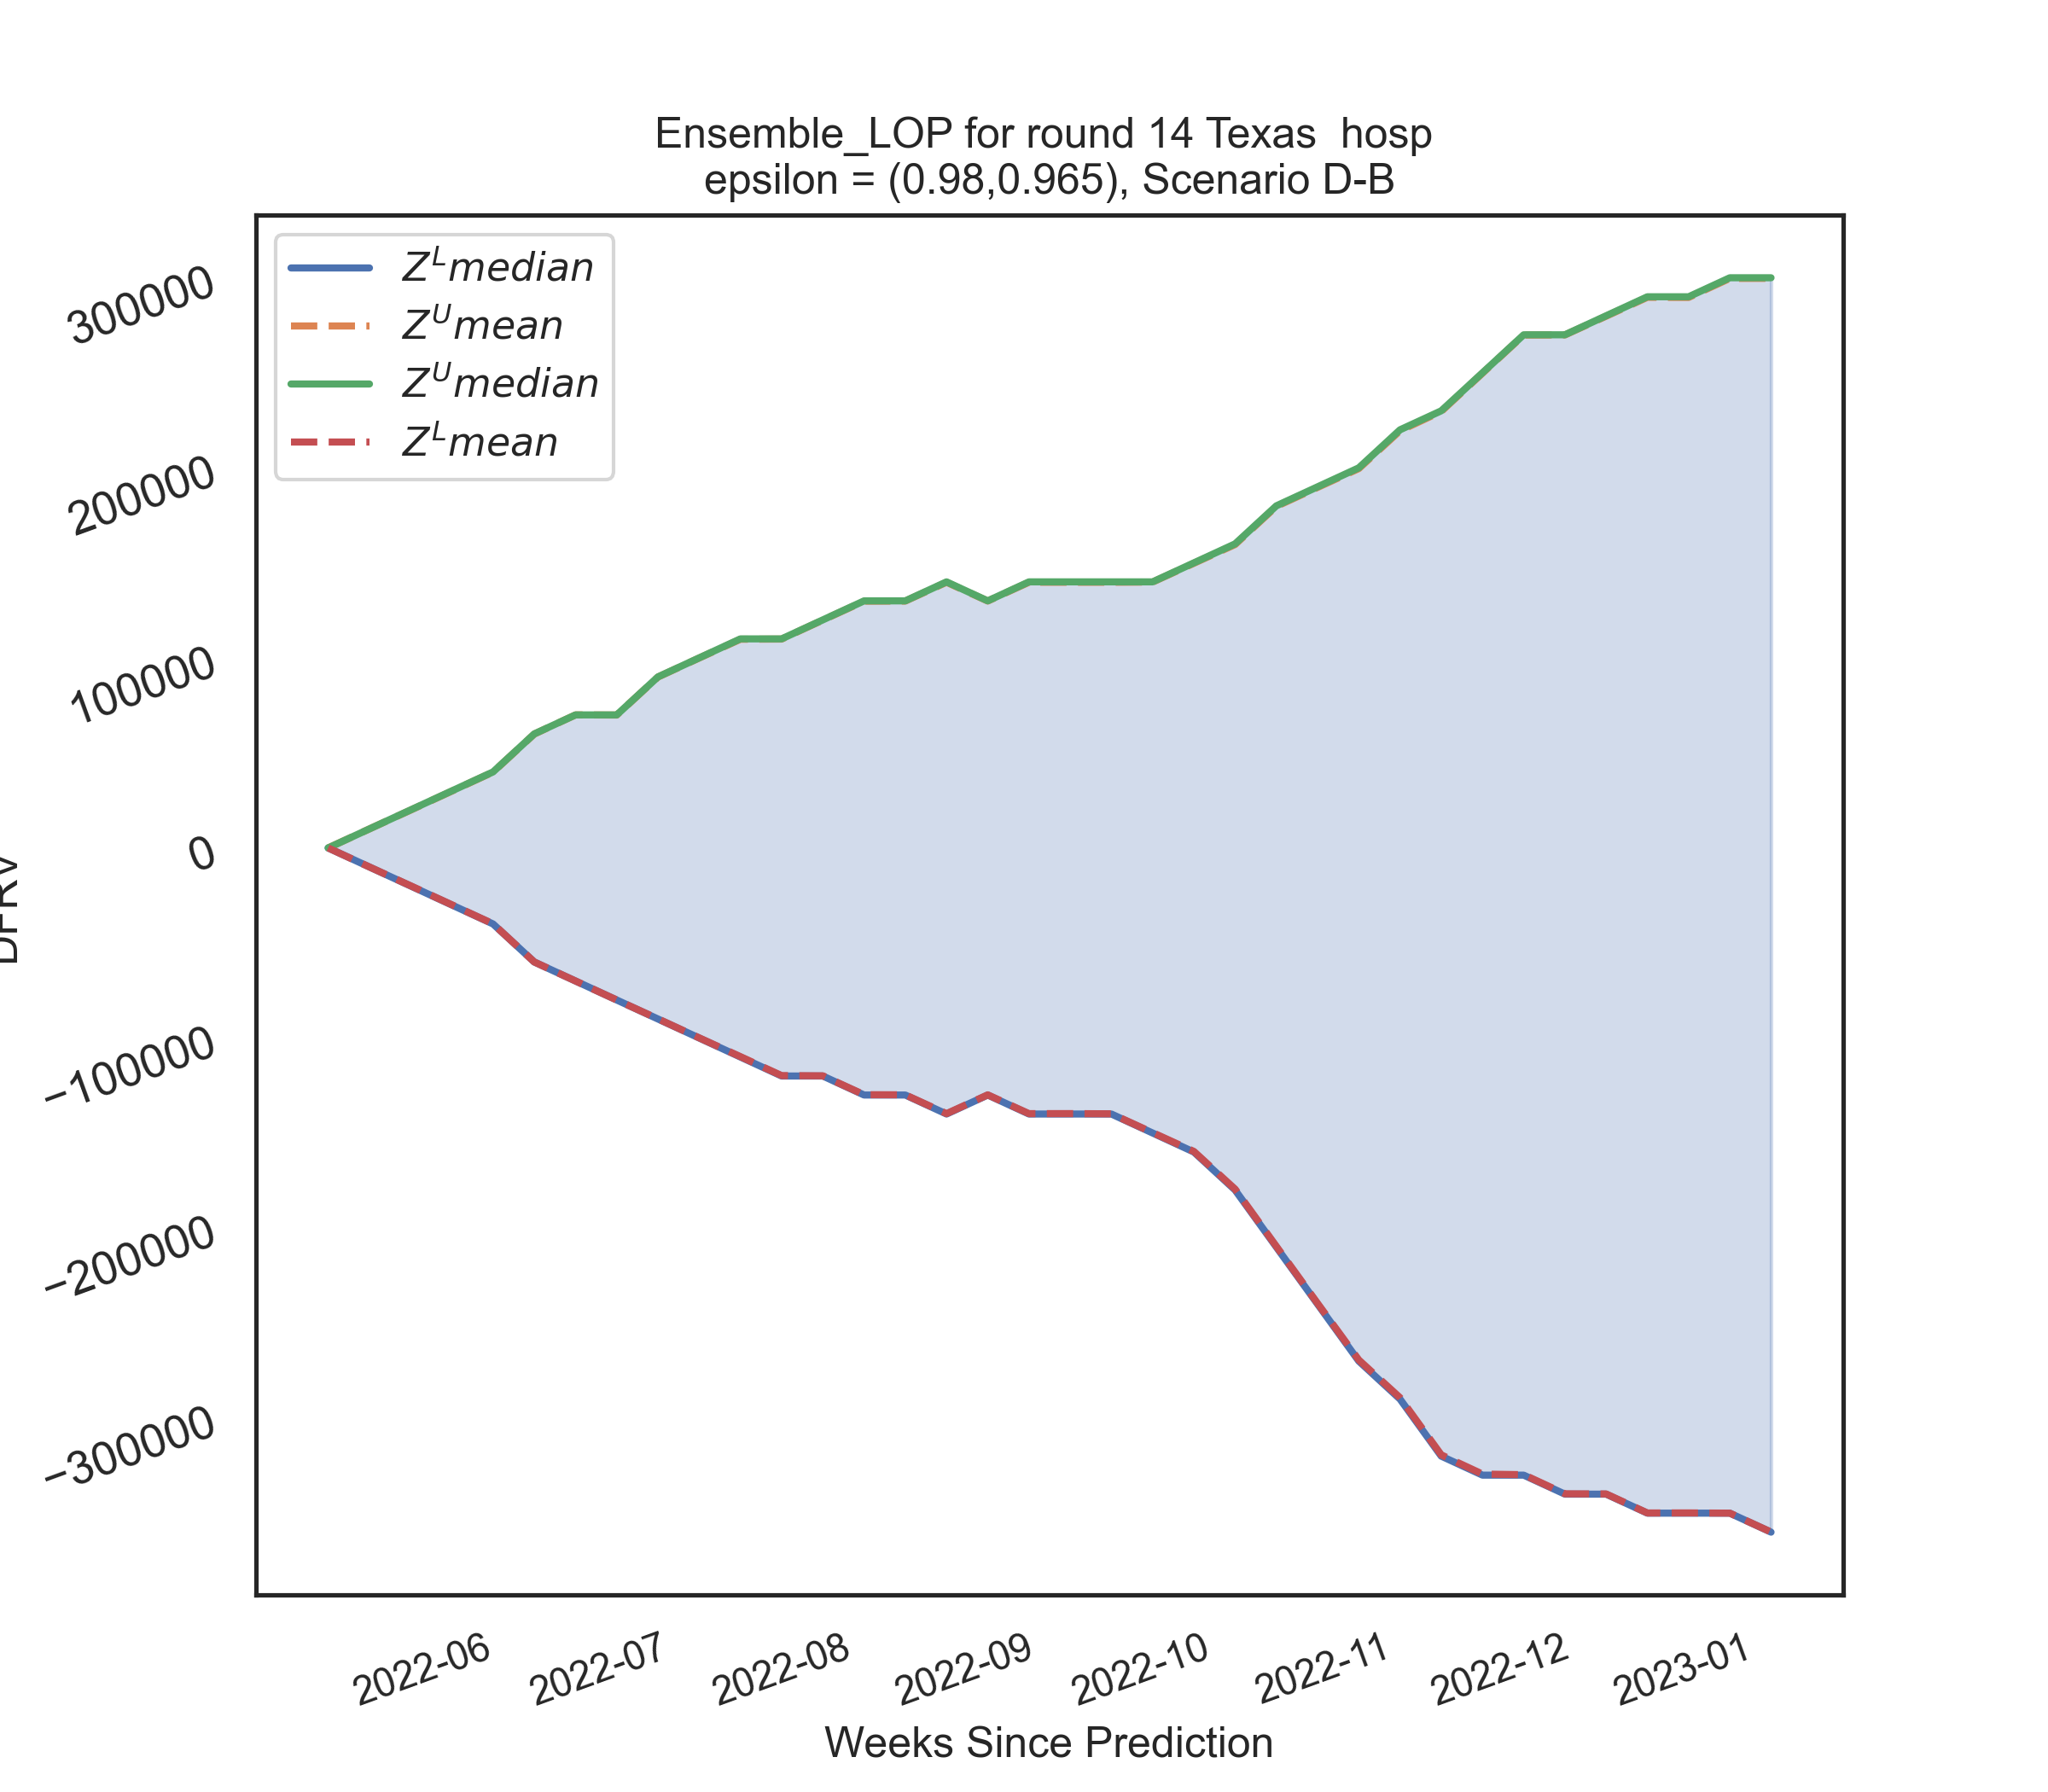 Ensemble_LOP for round 14 Texas  hosp
epsilon = (0.98,0.965), Scenario D-B
Z^L median
Z^U mean
Z^U median
Z^L mean
300000
200000
100000
0
−100000
−200000
−300000
2022-06
2022-07
2022-08
2022-09
2022-10
2022-11
2022-12
2023-01
Weeks Since Prediction